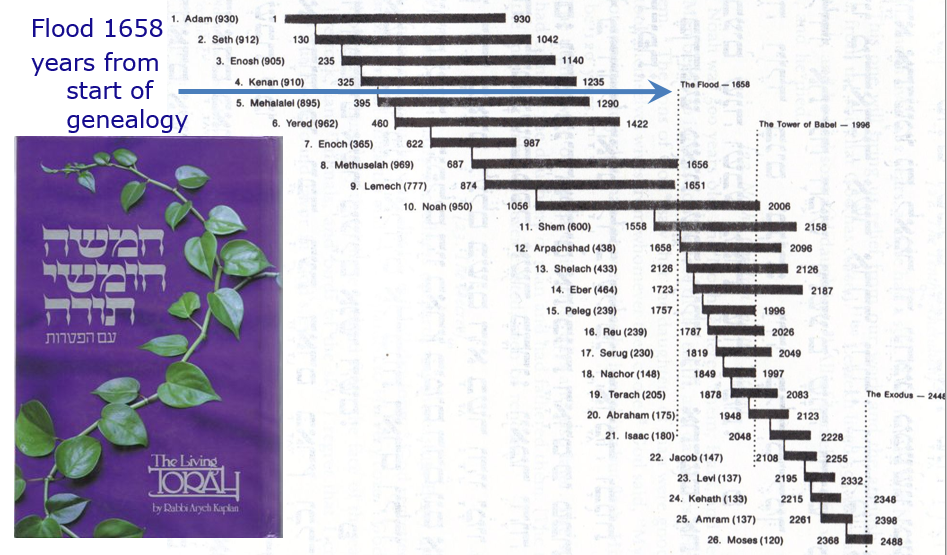 Flood 1658
years from
start of
genealogy
חמשה
חומשי
תורה
עם הפטרות
The Living
TORAH
by Rabbi Aryeh Kaplan
1. Adam (930) 1 930
2. Seth (912) 130 1042
3. Enosh (905) 235 1140
4. Kenan (910) 325 1235
The Flood — 1658
5. Mehalalel (895) 395 1290
6. Yered (962) 460 1422
The Tower of Babel — 1996
7. Enoch (365) 622 987
8. Methuselah (969) 687 1656
9. Lemech (777) 874 1651
10. Noah (950) 1056 2006
11. Shem (600) 1558 2158
12. Arpachshad (438) 1658 2096
13. Shelach (433) 2126 2126
14. Eber (464) 1723 2187
15. Peleg (239) 1757 1996
16. Reu (239) 1787 2026
17. Serug (230) 1819 2049
18. Nachor (148) 1849 1997
19. Terach (205) 1878 2083
The Exodus — 2448
20. Abraham (175) 1948 2123
21. Isaac (180) 2048 2228
22. Jacob (147) 2108 2255
23. Levi (137) 2195 2332
24. Kehath (133) 2215 2348
25. Amram (137) 2261 2398
26. Moses (120) 2368 2488